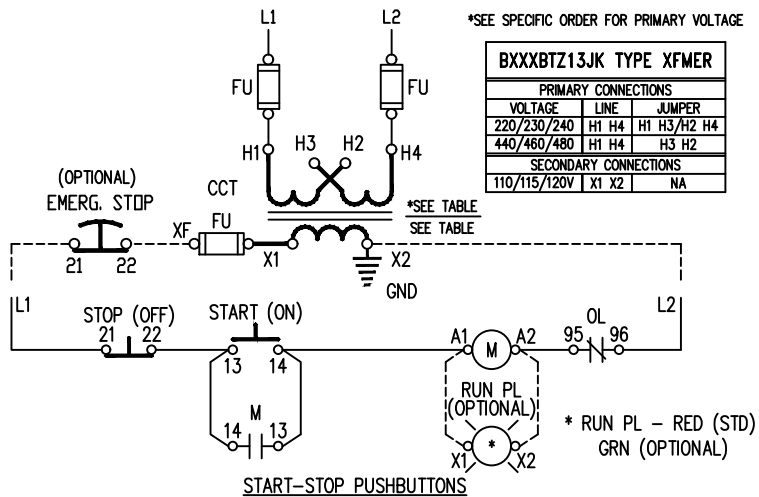 L1 L2 *SEE SPECIFIC ORDER FOR PRIMARY VOLTAGE
BXXXBTZ13JK TYPE XFMER
PRIMARY CONNECTIONS
VOLTAGE LINE JUMPER
220/230/240 H1 H4 H1 H3/H2 H4
440/460/480 H1 H4 H3 H2
SECONDARY CONNECTIONS
110/115/120V X1 X2 NA
FU FU
H1 H3 H2 H4
(OPTIONAL)
EMERG. STOP
CCT
*SEE TABLE
SEE TABLE
XF FU
21 22 X1 X2
GND
L1 L2
STOP (OFF) START (ON) OL
21 22 A1 M A2 95 96
13 14
M
14 13
RUN PL
(OPTIONAL)
*
X1 X2
* RUN PL – RED (STD)
GRN (OPTIONAL)
START–STOP PUSHBUTTONS